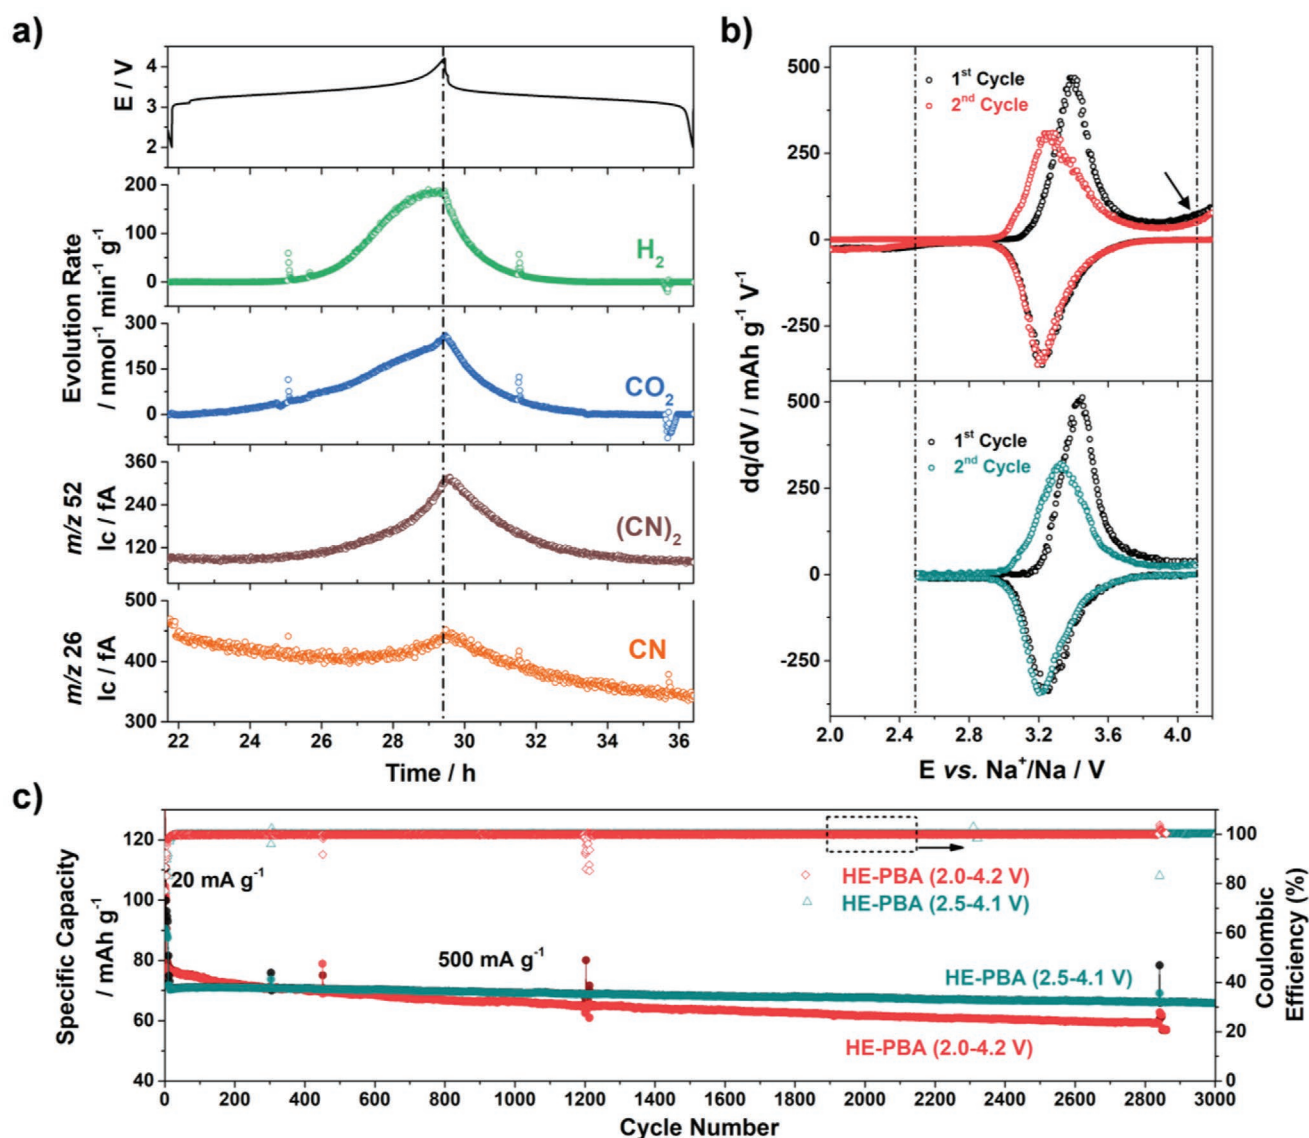 a)
E / V
4
3
2
Evolution Rate
/ nmol⁻¹ min⁻¹ g⁻¹
200
100
0
H₂
300
150
0
CO₂
m/z 52
Ic / fA
360
240
120
(CN)₂
m/z 26
Ic / fA
500
400
300
CN
22 24 26 28 30 32 34 36
Time / h
b)
dq/dV / mAh g⁻¹ V⁻¹
500
250
0
-250
1ˢᵗ Cycle
2ⁿᵈ Cycle
500
250
0
-250
1ˢᵗ Cycle
2ⁿᵈ Cycle
2.0 2.4 2.8 3.2 3.6 4.0
E vs. Na⁺/Na / V
c)
Specific Capacity
/ mAh g⁻¹
120
100
80
60
40
20 mA g⁻¹
500 mA g⁻¹
HE-PBA (2.0-4.2 V)
HE-PBA (2.5-4.1 V)
HE-PBA (2.5-4.1 V)
HE-PBA (2.0-4.2 V)
100
80
60
40
20
0
Coulombic
Efficiency (%)
0 200 400 600 800 1000 1200 1400 1600 1800 2000 2200 2400 2600 2800 3000
Cycle Number